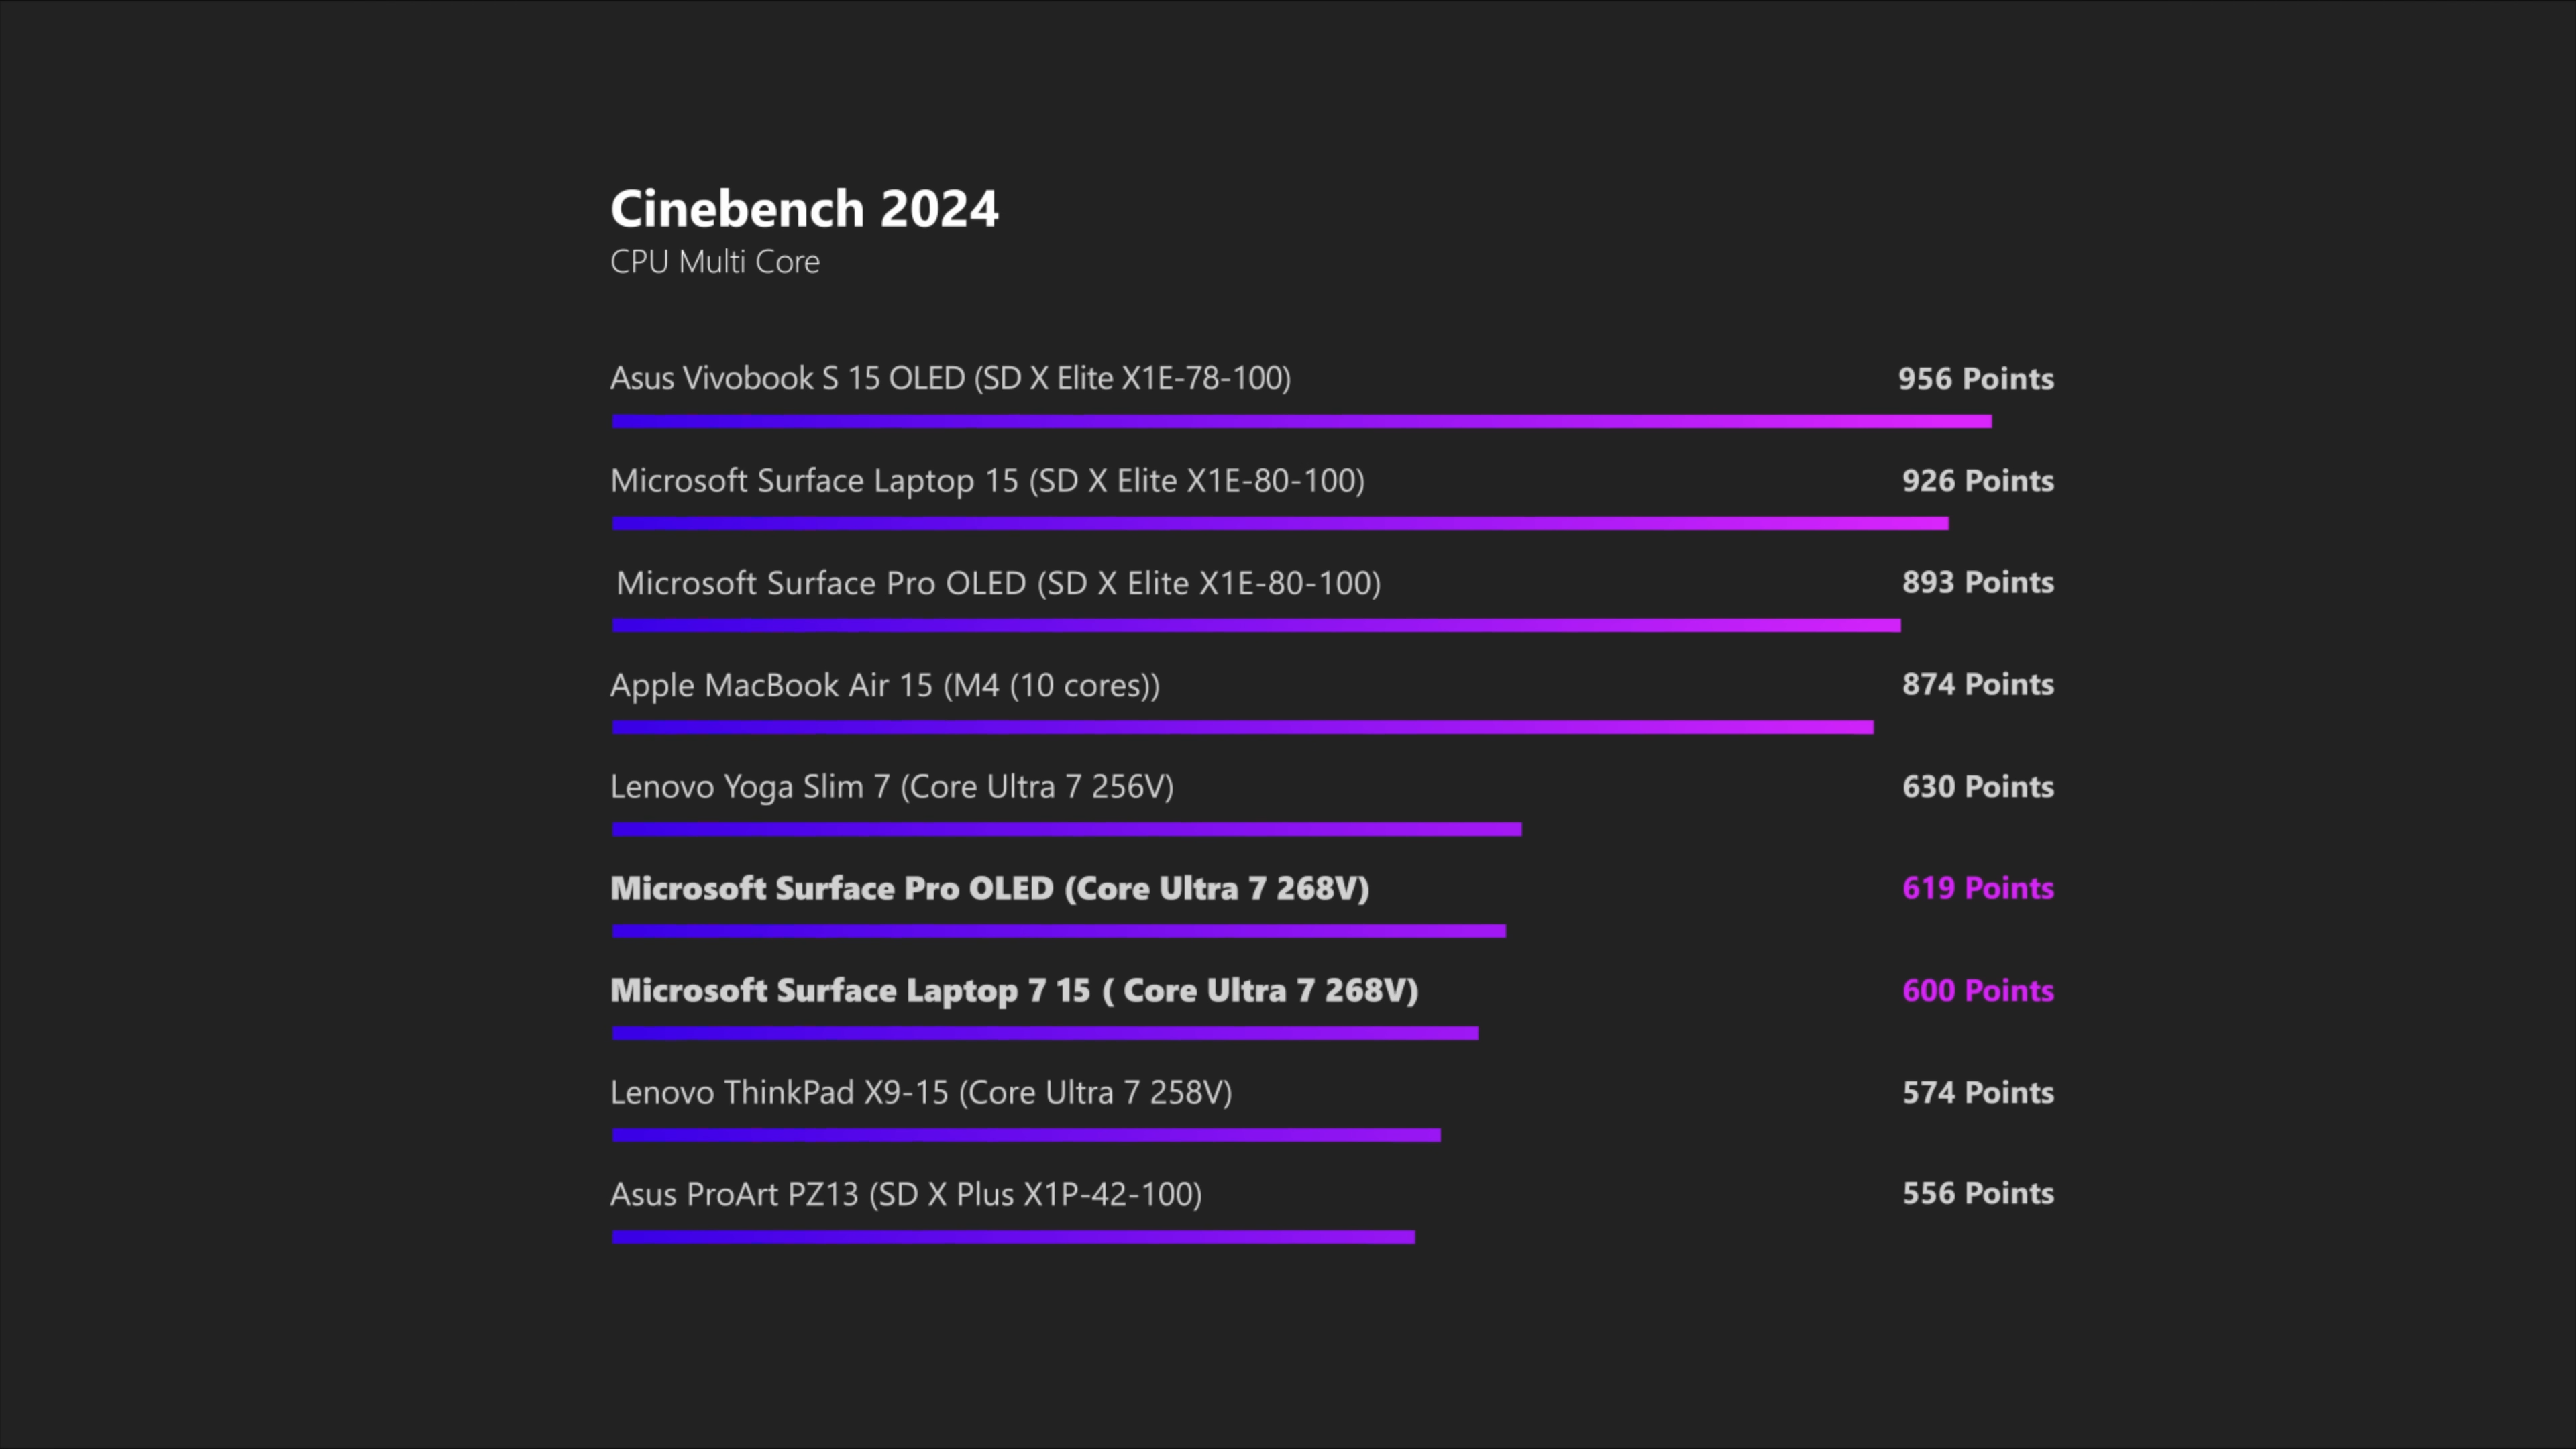 Cinebench 2024
CPU Multi Core
Asus Vivobook S 15 OLED (SD X Elite X1E-78-100) 956 Points
Microsoft Surface Laptop 15 (SD X Elite X1E-80-100) 926 Points
Microsoft Surface Pro OLED (SD X Elite X1E-80-100) 893 Points
Apple MacBook Air 15 (M4 (10 cores)) 874 Points
Lenovo Yoga Slim 7 (Core Ultra 7 256V) 630 Points
Microsoft Surface Pro OLED (Core Ultra 7 268V) 619 Points
Microsoft Surface Laptop 7 15 ( Core Ultra 7 268V) 600 Points
Lenovo ThinkPad X9-15 (Core Ultra 7 258V) 574 Points
Asus ProArt PZ13 (SD X Plus X1P-42-100) 556 Points